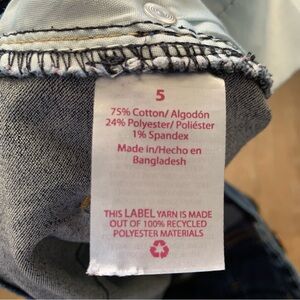 5
75% Cotton/ Algodón
24% Polyester/ Poliéster
1% Spandex
Made in/Hecho en
Bangladesh
THIS LABEL YARN IS MADE
OUT OF 100% RECYCLED
POLYESTER MATERIALS